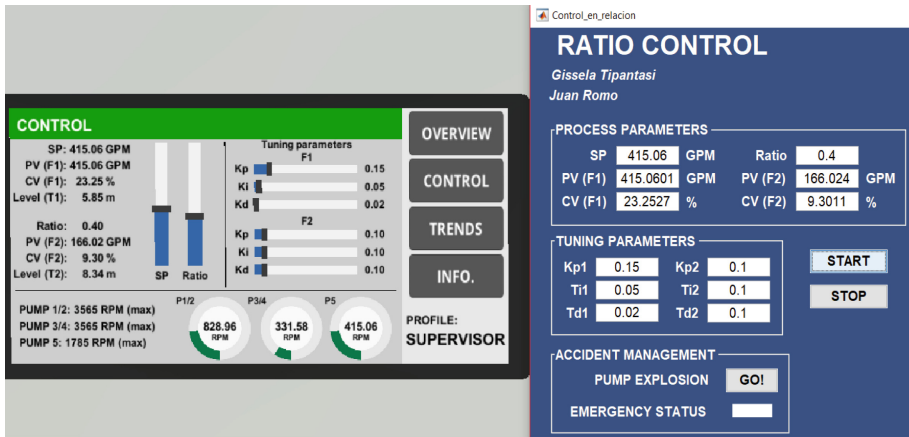 CONTROL
SP: 415.06 GPM
PV (F1): 415.06 GPM
CV (F1): 23.25 %
Level (T1): 5.85 m
Ratio: 0.40
PV (F2): 166.02 GPM
CV (F2): 9.30 %
Level (T2): 8.34 m
SP Ratio
Tuning parameters
F1
Kp 0.15
Ki 0.05
Kd 0.02
F2
Kp 0.10
Ki 0.10
Kd 0.10
PUMP 1/2: 3565 RPM (max)
PUMP 3/4: 3565 RPM (max)
PUMP 5: 1785 RPM (max)
P1/2
828.96
RPM
P3/4
331.58
RPM
P5
415.06
RPM
OVERVIEW
CONTROL
TRENDS
INFO.
PROFILE:
SUPERVISOR
Control_en_relacion
RATIO CONTROL
Gissela Tipantasi
Juan Romo
PROCESS PARAMETERS
SP 415.06 GPM Ratio 0.4
PV (F1) 415.0601 GPM PV (F2) 166.024 GPM
CV (F1) 23.2527 % CV (F2) 9.3011 %
TUNING PARAMETERS
Kp1 0.15 Kp2 0.1
Ti1 0.05 Ti2 0.1
Td1 0.02 Td2 0.1
START
STOP
ACCIDENT MANAGEMENT
PUMP EXPLOSION GO!
EMERGENCY STATUS